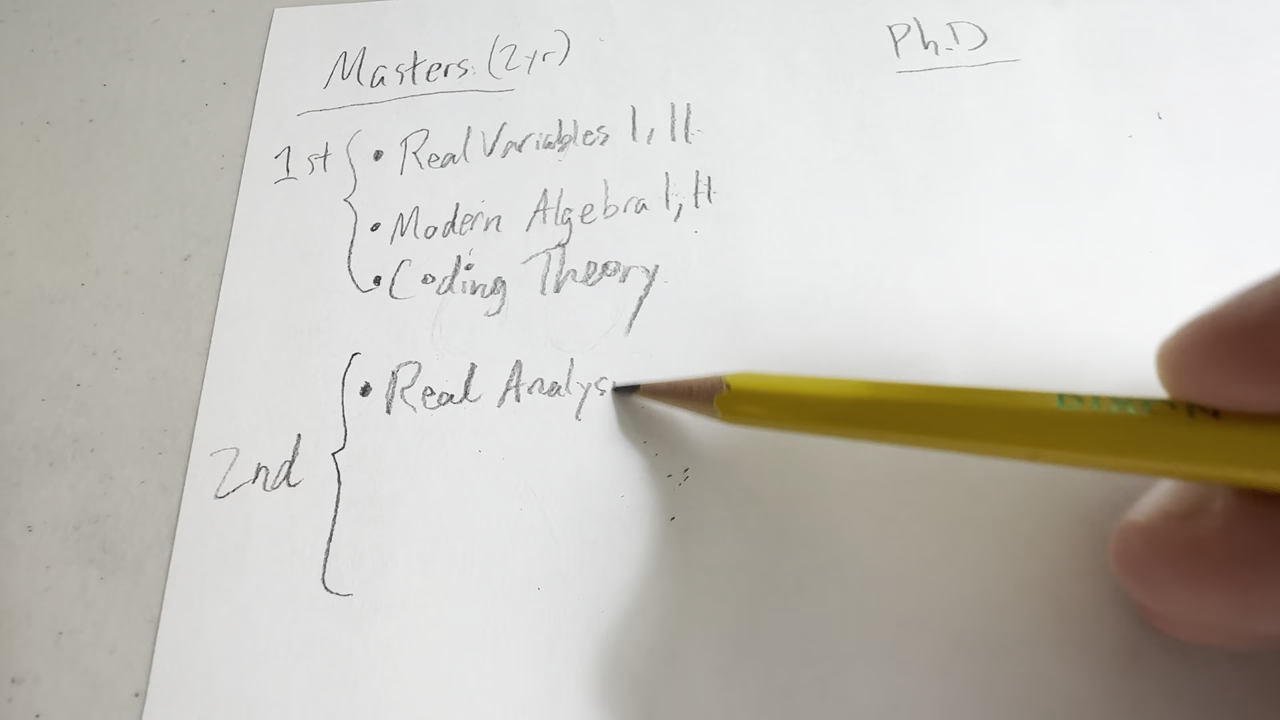 Masters (2yr)
Ph.D
1st
• Real Variables I, II
• Modern Algebra I, II
• Coding Theory
2nd
• Real Analys